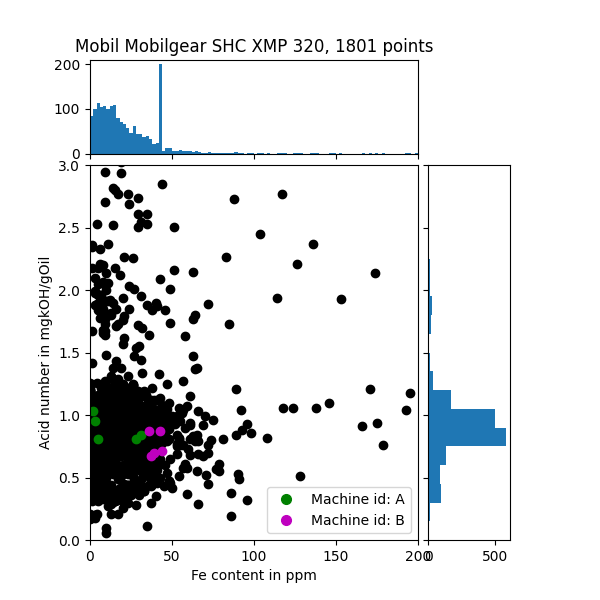 Mobil Mobilgear SHC XMP 320, 1801 points
200
100
0
3.0
2.5
2.0
1.5
1.0
0.5
0.0
Acid number in mgkOH/gOil
Machine id: A
Machine id: B
0 50 100 150 200
0 500
Fe content in ppm